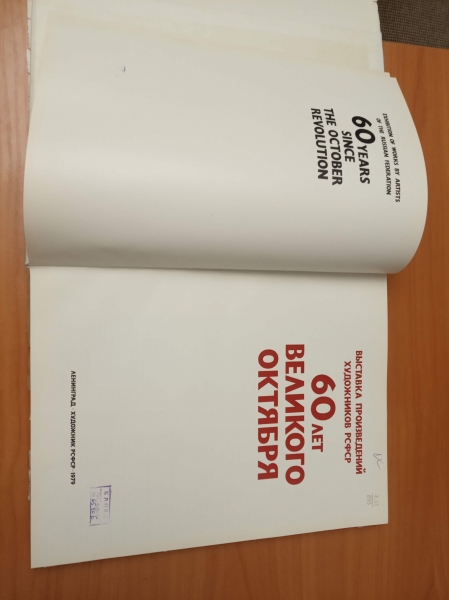 EXHIBITION OF WORKS BY ARTISTS
OF THE RUSSIAN FEDERATION
60 YEARS
SINCE
THE OCTOBER
REVOLUTION
ВЫСТАВКА ПРОИЗВЕДЕНИЙ
ХУДОЖНИКОВ РСФСР
60 ЛЕТ
ВЕЛИКОГО
ОКТЯБРЯ
ЛЕНИНГРАД ХУДОЖНИК РСФСР 1979